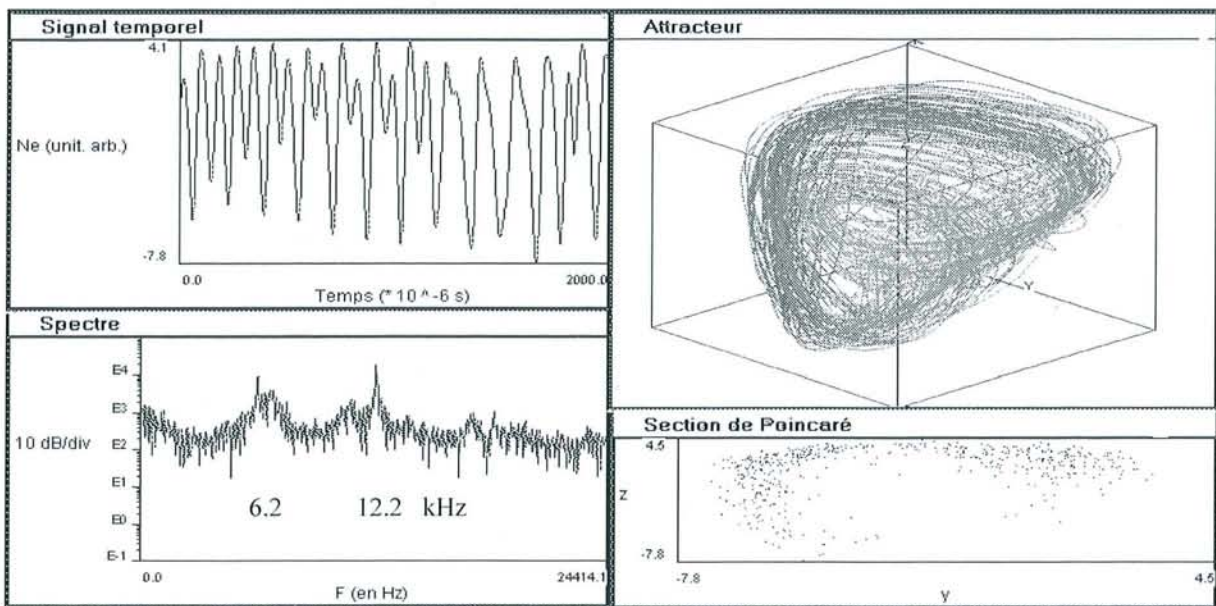 Signal temporel
4.1
Ne (unit. arb.)
-7.8
0.0
2000.0
Temps (* 10 ^ -6 s)
Spectre
E4
E3
10 dB/div
E2
E1
E0
E-1
6.2
12.2 kHz
0.0
24414.1
F (en Hz)
Attracteur
Y
Section de Poincaré
4.5
z
-7.8
-7.8
4.5
y